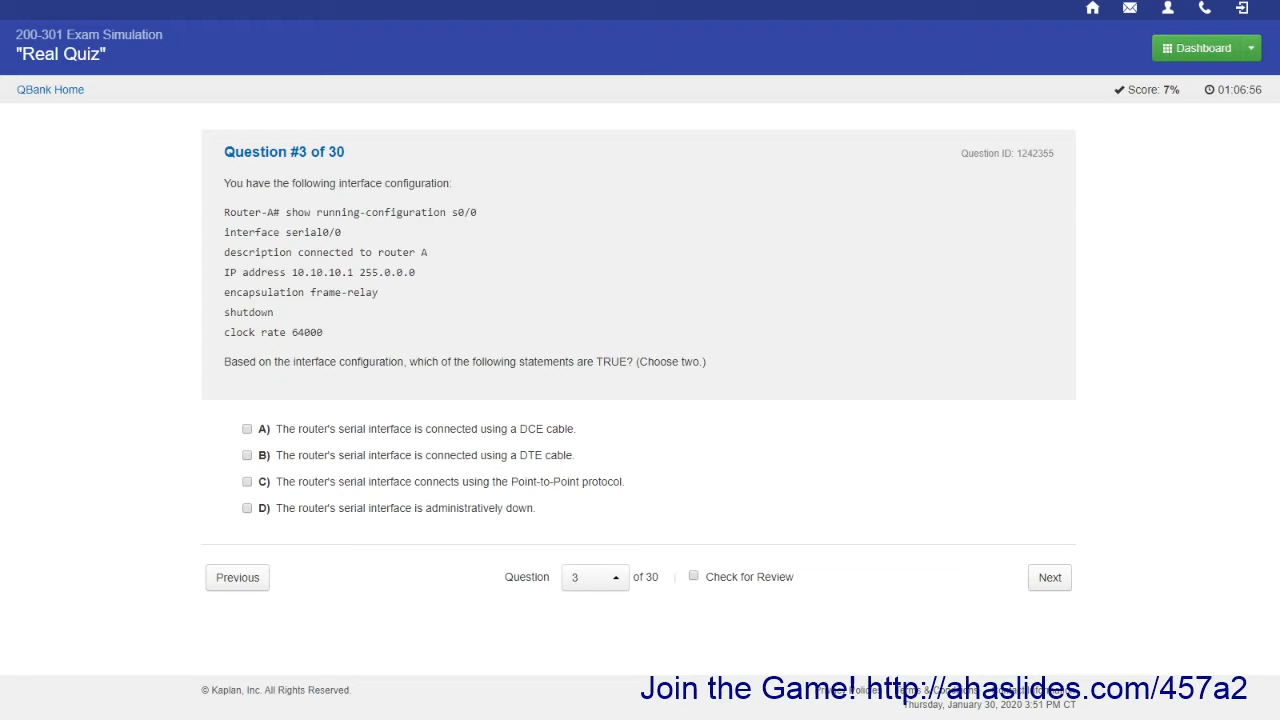 200-301 Exam Simulation
"Real Quiz"
Dashboard
QBank Home
Score: 7% 01:06:56
Question #3 of 30
Question ID: 1242355
You have the following interface configuration:
Router-A# show running-configuration s0/0
interface serial0/0
description connected to router A
IP address 10.10.10.1 255.0.0.0
encapsulation frame-relay
shutdown
clock rate 64000
Based on the interface configuration, which of the following statements are TRUE? (Choose two.)
A) The router's serial interface is connected using a DCE cable.
B) The router's serial interface is connected using a DTE cable.
C) The router's serial interface connects using the Point-to-Point protocol.
D) The router's serial interface is administratively down.
Previous Question 3 of 30 Check for Review Next
© Kaplan, Inc. All Rights Reserved.
Join the Game! http://ahaslides.com/457a2
Thursday, January 30, 2020 3:51 PM CT